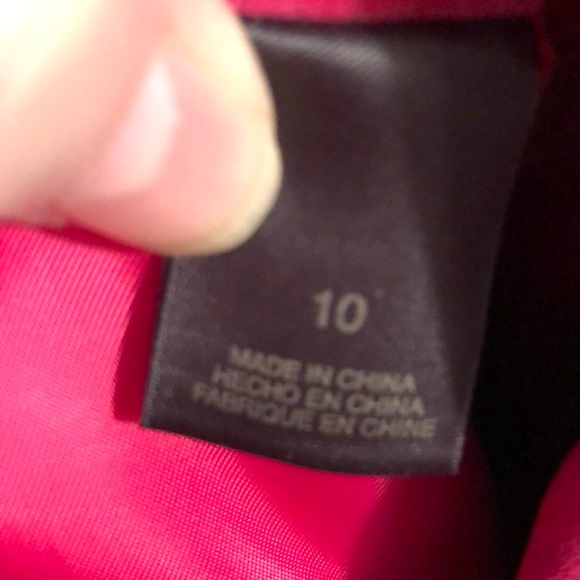 10
MADE IN CHINA
HECHO EN CHINA
FABRIQUE EN CHINE